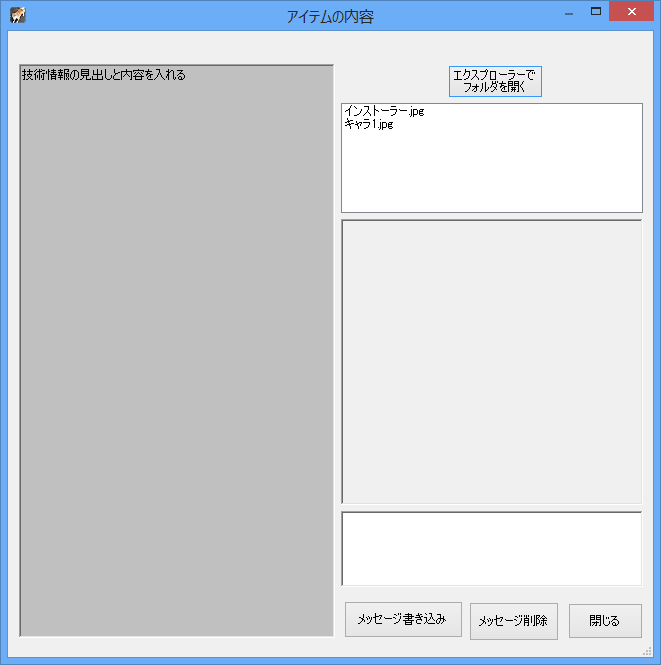 アイテムの内容
技術情報の見出しと内容を入れる
エクスプローラーで
フォルダを開く
インストーラー.jpg
キャラ1.jpg
メッセージ書き込み
メッセージ削除
閉じる